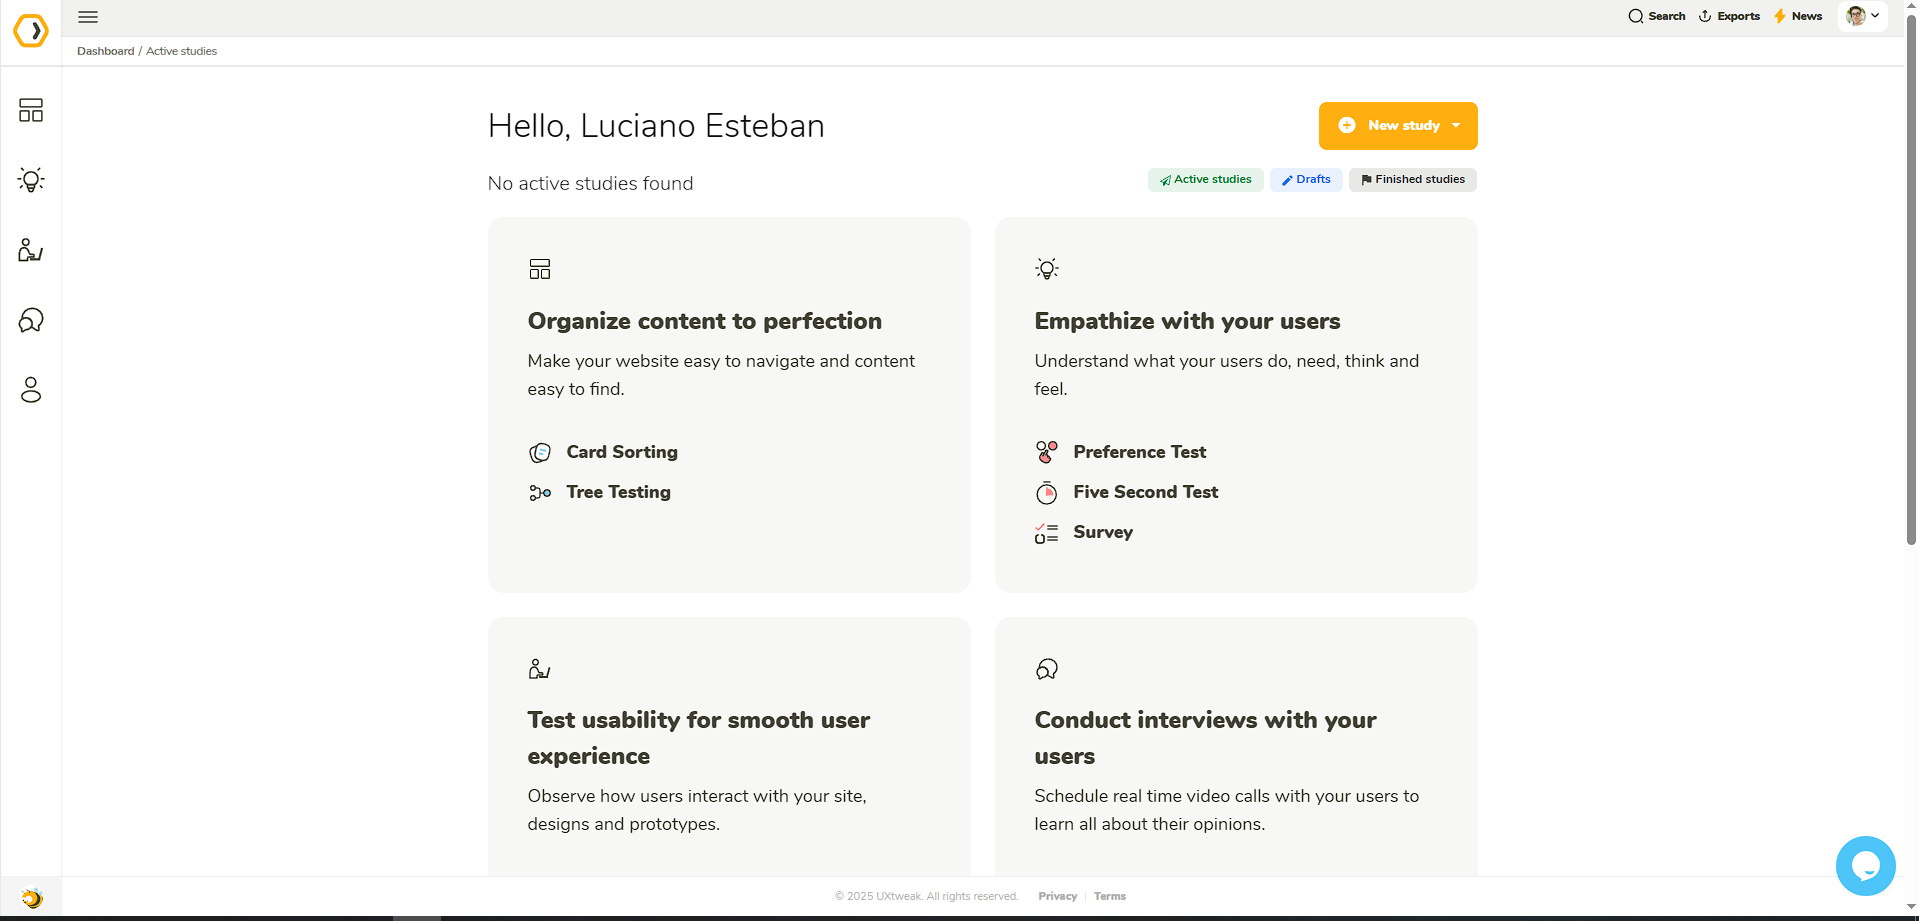 Search Exports News
Dashboard / Active studies
Hello, Luciano Esteban
New study
No active studies found
Active studies Drafts Finished studies
Organize content to perfection
Make your website easy to navigate and content
easy to find.
Card Sorting
Tree Testing
Empathize with your users
Understand what your users do, need, think and
feel.
Preference Test
Five Second Test
Survey
Test usability for smooth user
experience
Observe how users interact with your site,
designs and prototypes.
Conduct interviews with your
users
Schedule real time video calls with your users to
learn all about their opinions.
© 2025 UXtweak. All rights reserved. Privacy | Terms